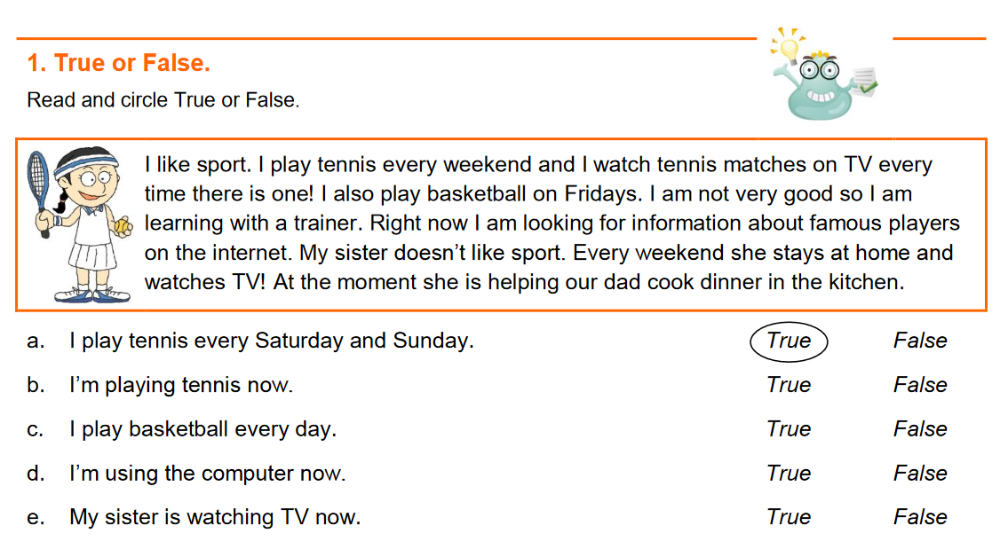 1. True or False.
Read and circle True or False.
I like sport. I play tennis every weekend and I watch tennis matches on TV every
time there is one! I also play basketball on Fridays. I am not very good so I am
learning with a trainer. Right now I am looking for information about famous players
on the internet. My sister doesn’t like sport. Every weekend she stays at home and
watches TV! At the moment she is helping our dad cook dinner in the kitchen.
a. I play tennis every Saturday and Sunday. True False
b. I’m playing tennis now. True False
c. I play basketball every day. True False
d. I’m using the computer now. True False
e. My sister is watching TV now. True False